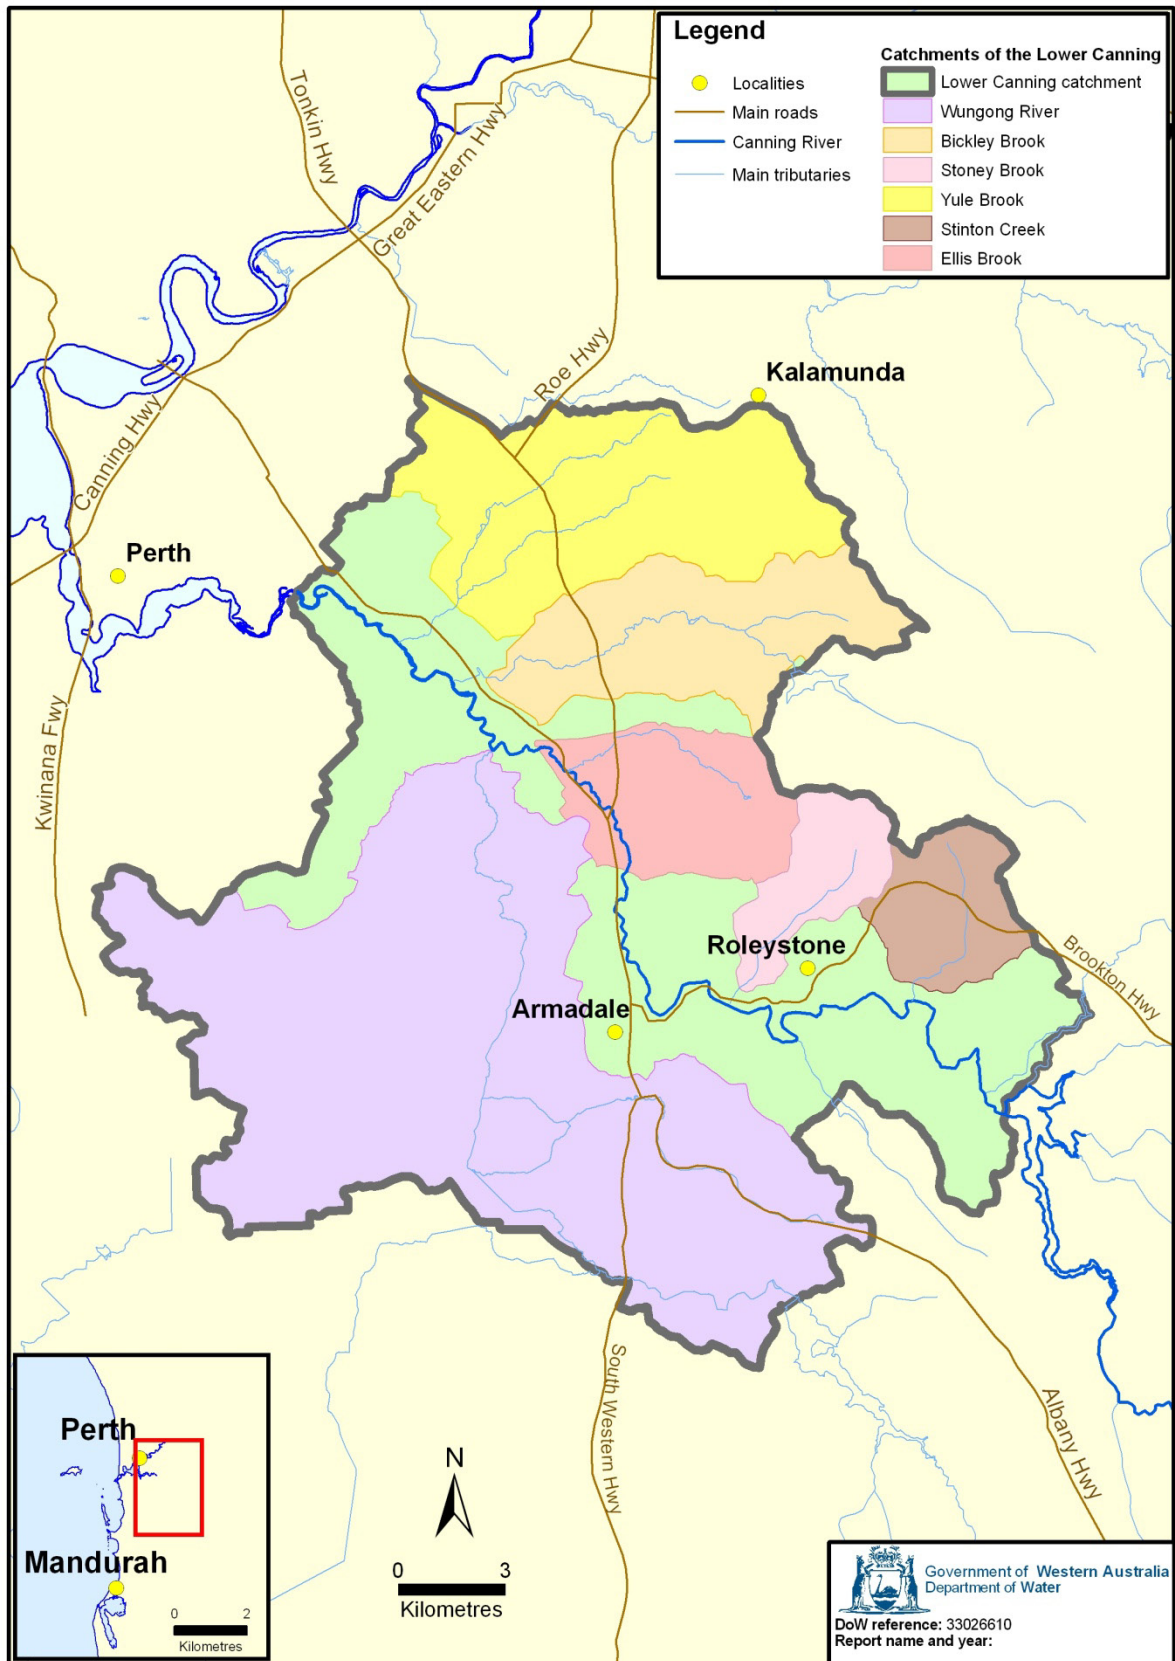 Legend
Localities
Main roads
Canning River
Main tributaries
Catchments of the Lower Canning
Lower Canning catchment
Wungong River
Bickley Brook
Stoney Brook
Yule Brook
Stinton Creek
Ellis Brook
Tonkin Hwy
Great Eastern Hwy
Roe Hwy
Kalamunda
Canning Hwy
Perth
Kwinana Fwy
Roleystone
Brookton Hwy
Armadale
South Western Hwy
Albany Hwy
Perth
Mandurah
0 2
Kilometres
N
0 3
Kilometres
Government of Western Australia
Department of Water
DoW reference: 33026610
Report name and year: